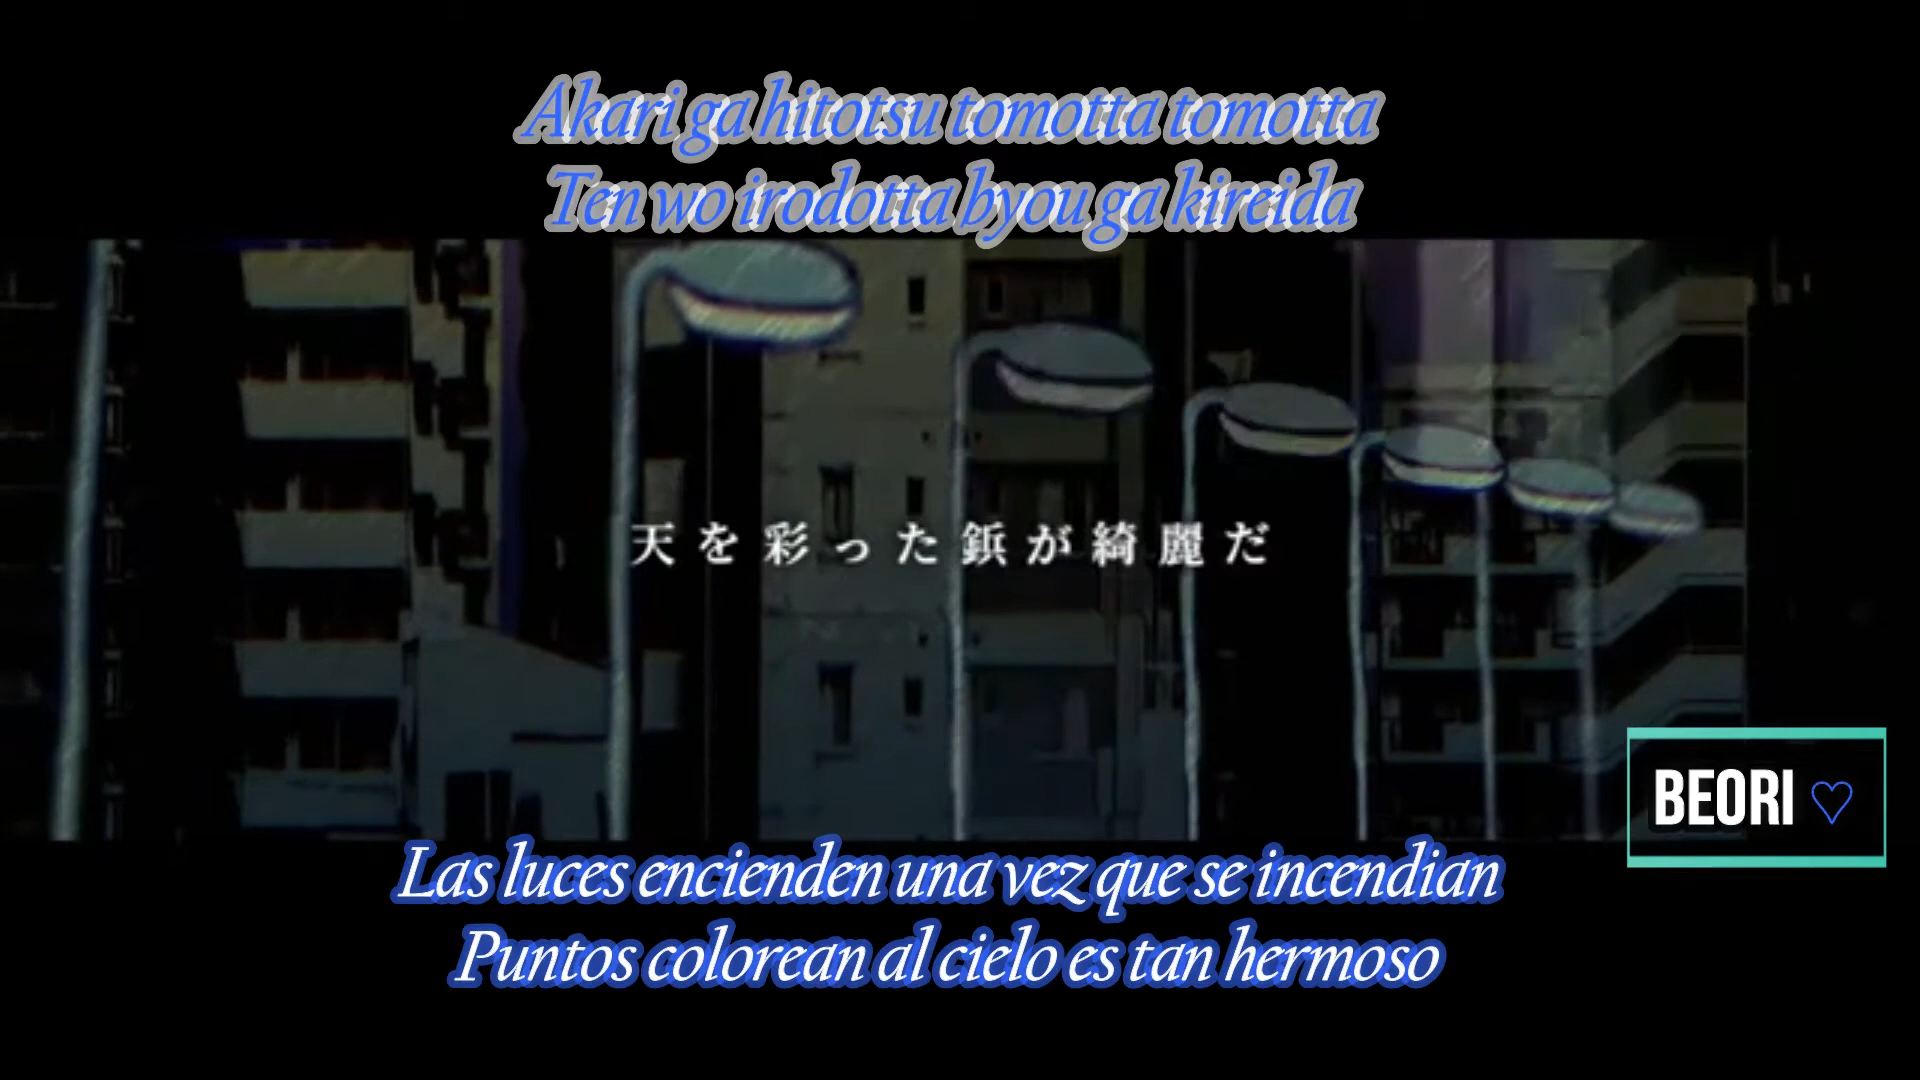 Akari ga hitotsu tomotta tomotta
Ten wo irodotta byou ga kireida
天を彩った鋲が綺麗だ
BEORI ♡
Las luces encienden una vez que se incendian
Puntos colorean al cielo es tan hermoso